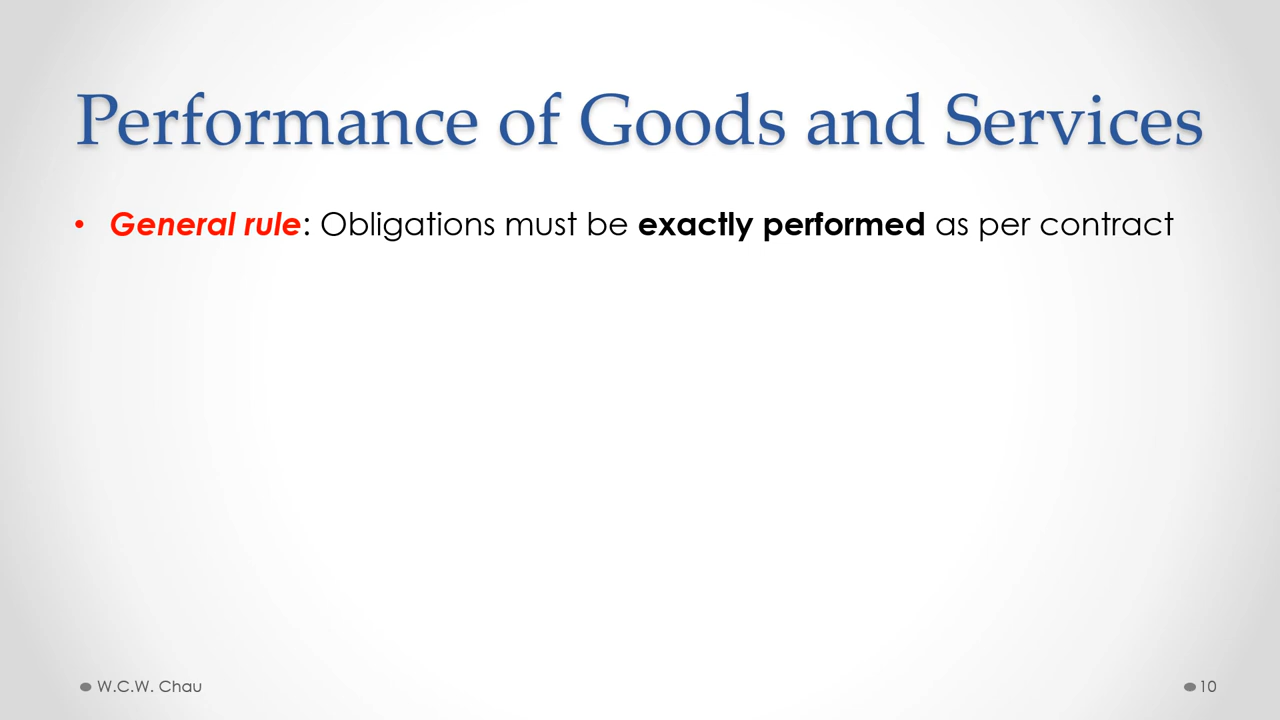 Performance of Goods and Services
• General rule: Obligations must be exactly performed as per contract
W.C.W. Chau
10